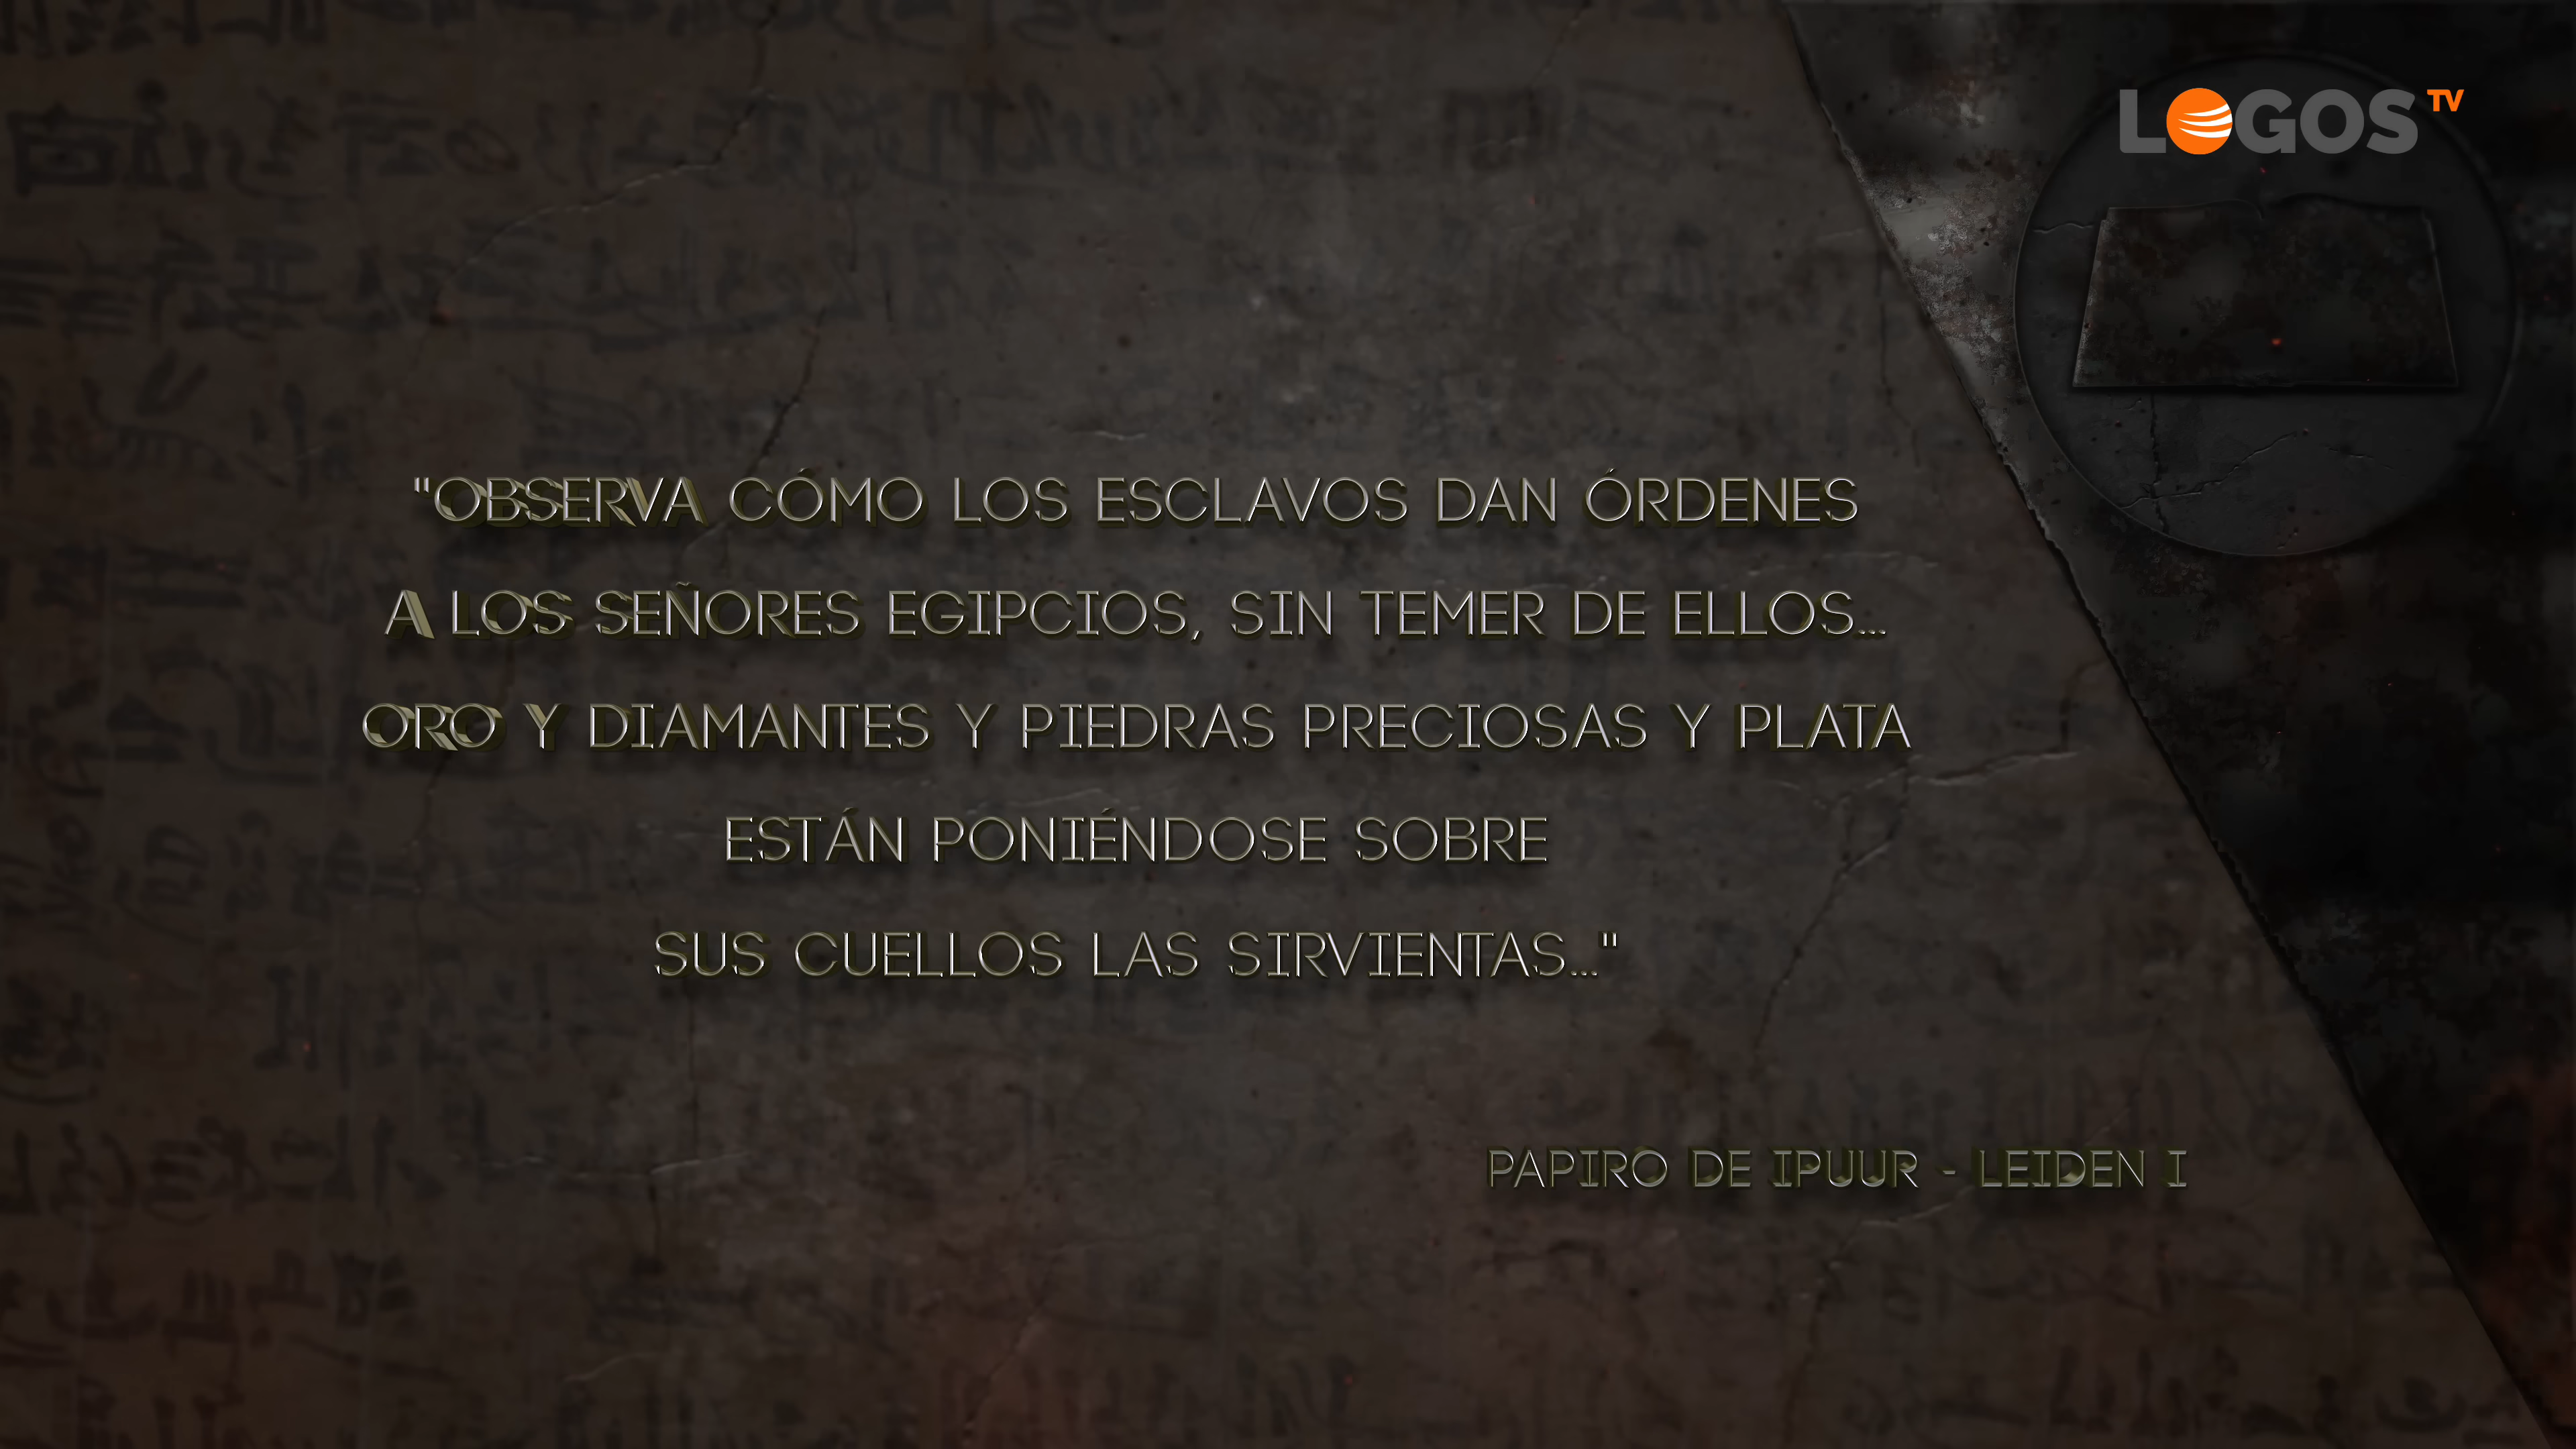 LOGOS TV
"OBSERVA CÓMO LOS ESCLAVOS DAN ÓRDENES
A LOS SEÑORES EGIPCIOS, SIN TEMER DE ELLOS...
ORO Y DIAMANTES Y PIEDRAS PRECIOSAS Y PLATA
ESTÁN PONIÉNDOSE SOBRE
SUS CUELLOS LAS SIRVIENTAS..."
PAPIRO DE IPUUR - LEIDEN I